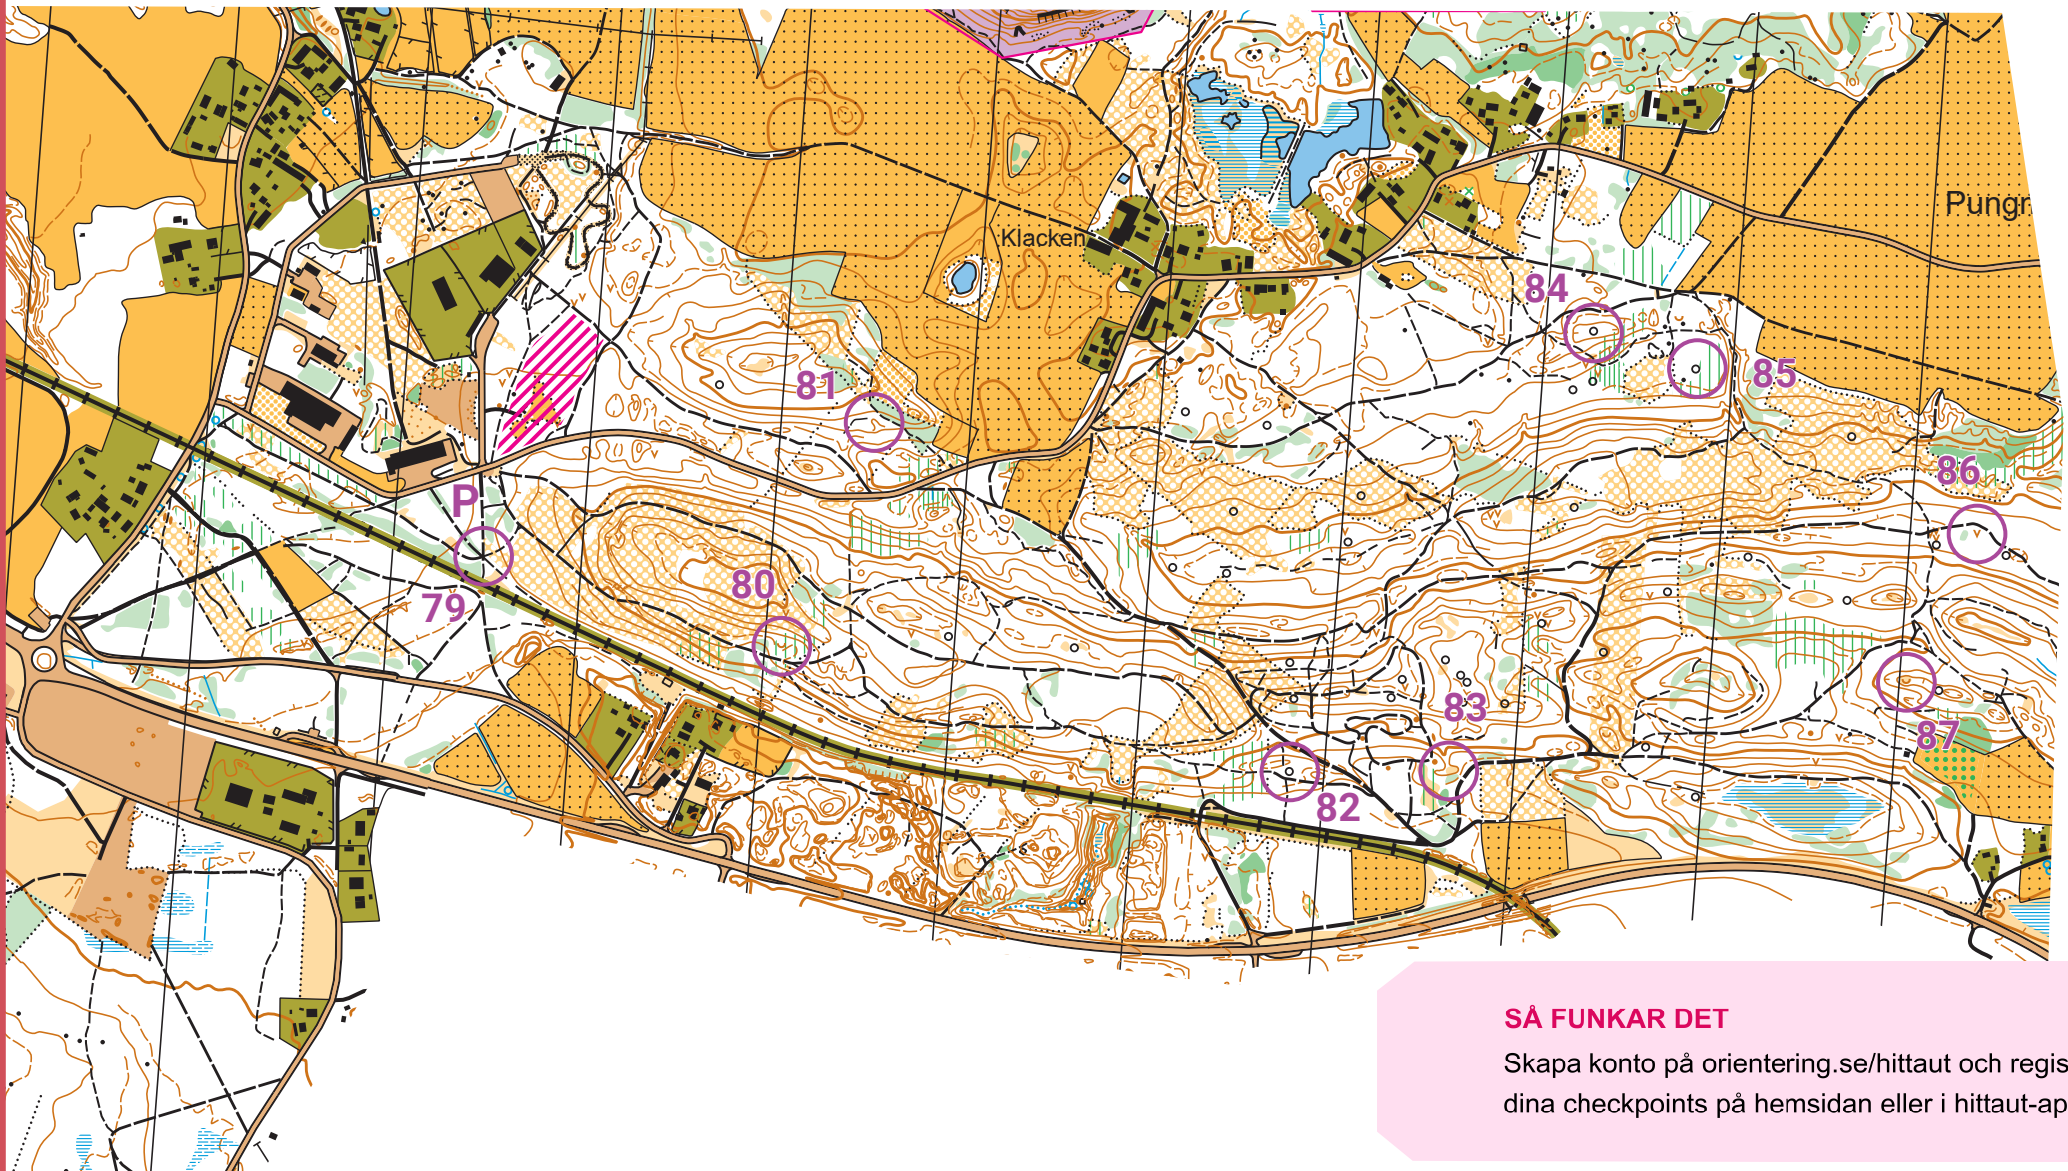 Pungr
Klacken
84
81
85
86
P
80
79
83
87
82
SÅ FUNKAR DET
Skapa konto på orientering.se/hittaut och regis
dina checkpoints på hemsidan eller i hittaut-ap